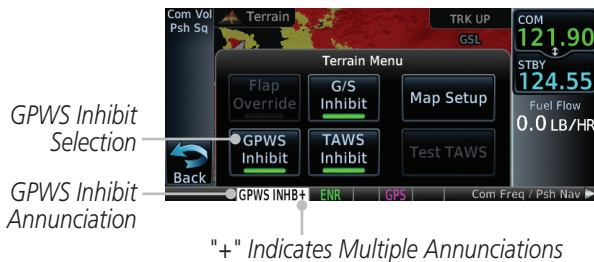 Com Vol
Psh Sq
Terrain
TRK UP
GSL
COM
121.90
STBY
124.55
Fuel Flow
0.0 LB/HR
Terrain Menu
Flap
Override
G/S
Inhibit
Map Setup
GPWS
Inhibit
TAWS
Inhibit
Test TAWS
Back
GPWS INHB+
ENR
GPS
Com Freq / Psh Nav
GPWS Inhibit
Selection
GPWS Inhibit
Annunciation
"+" Indicates Multiple Annunciations